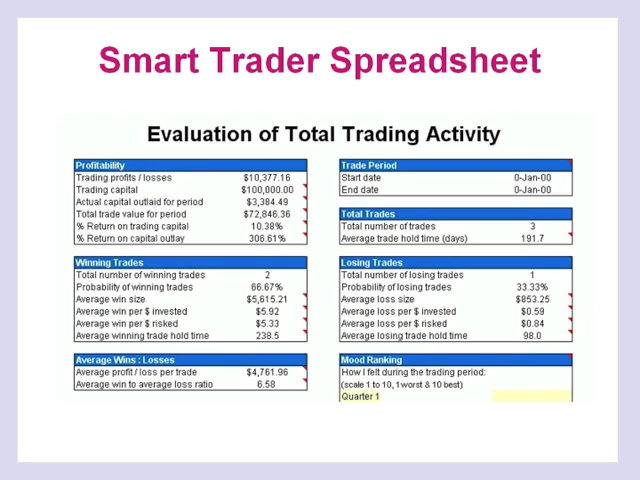 Smart Trader Spreadsheet
Evaluation of Total Trading Activity
Profitability
Trading profits / losses $10,377.16
Trading capital $100,000.00
Actual capital outlaid for period $3,384.49
Total trade value for period $72,846.36
% Return on trading capital 10.38%
% Return on capital outlay 306.61%
Trade Period
Start date 0-Jan-00
End date 0-Jan-00
Total Trades
Total number of trades 3
Average trade hold time (days) 191.7
Winning Trades
Total number of winning trades 2
Probability of winning trades 66.67%
Average win size $5,615.21
Average win per $ invested $5.92
Average win per $ risked $5.33
Average winning trade hold time 238.5
Losing Trades
Total number of losing trades 1
Probability of losing trades 33.33%
Average loss size $853.25
Average loss per $ invested $0.59
Average loss per $ risked $0.84
Average losing trade hold time 98.0
Average Wins : Losses
Average profit / loss per trade $4,761.96
Average win to average loss ratio 6.58
Mood Ranking
How I felt during the trading period:
(scale 1 to 10, 1worst & 10 best)
Quarter 1